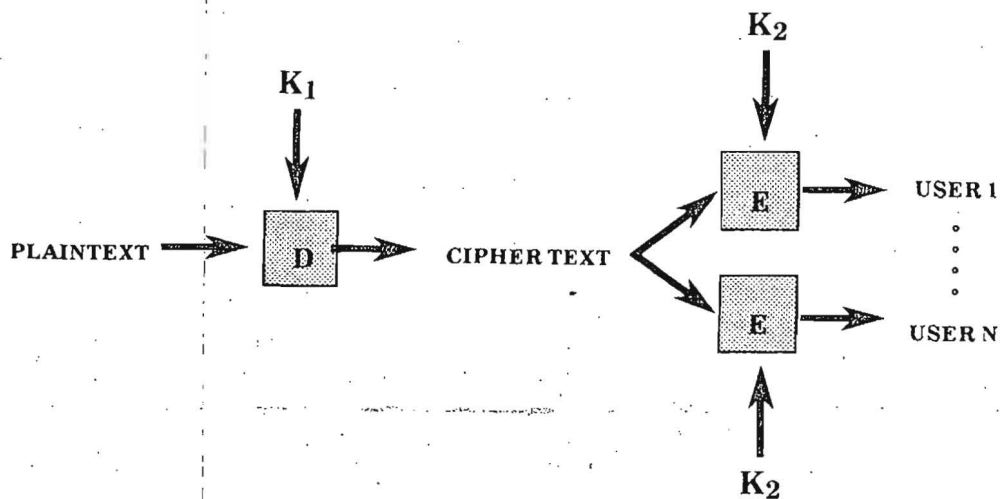 K2
K1
PLAINTEXT
D
CIPHER TEXT
E
USER 1
E
USER N
K2